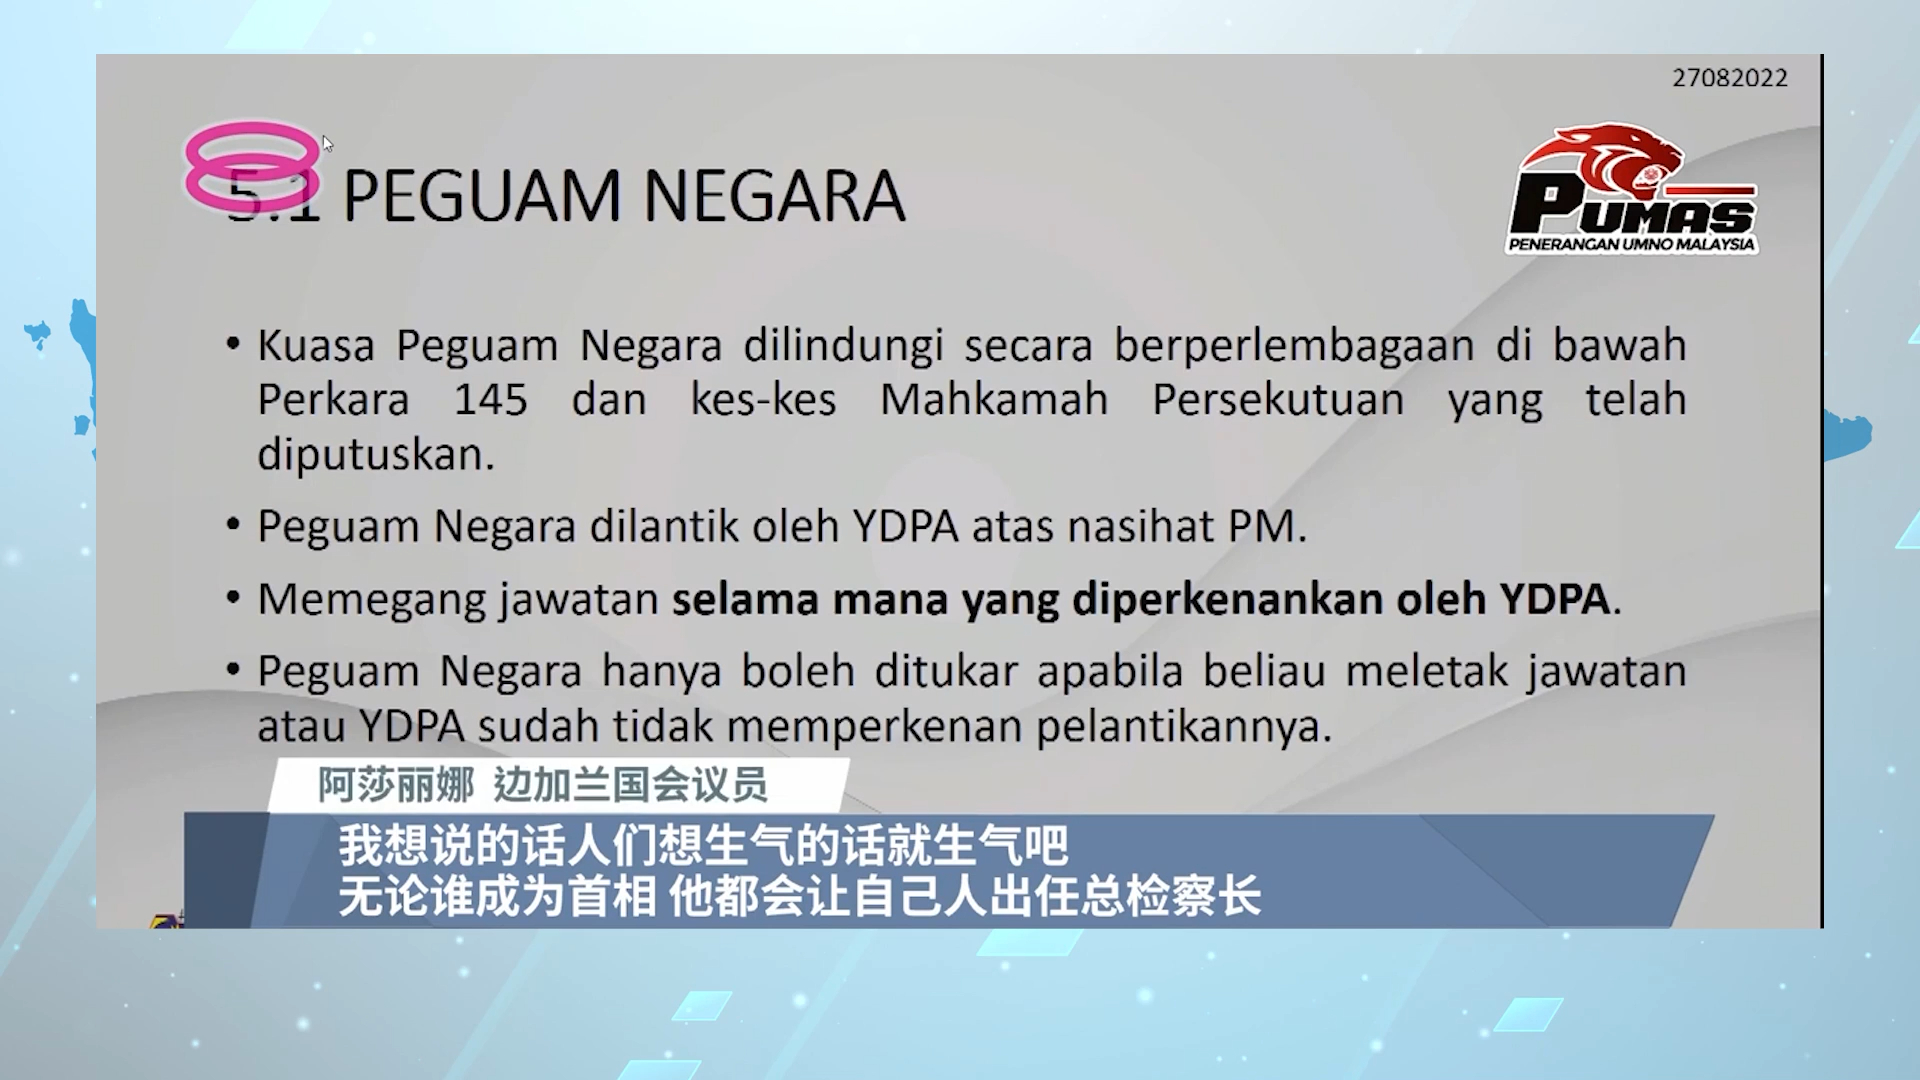 27082022
5.1 PEGUAM NEGARA
PUMAS
PENERANGAN UMNO MALAYSIA
• Kuasa Peguam Negara dilindungi secara berperlembagaan di bawah
Perkara 145 dan kes-kes Mahkamah Persekutuan yang telah
diputuskan.
• Peguam Negara dilantik oleh YDPA atas nasihat PM.
• Memegang jawatan selama mana yang diperkenankan oleh YDPA.
• Peguam Negara hanya boleh ditukar apabila beliau meletak jawatan
atau YDPA sudah tidak memperkenan pelantikannya.
阿莎丽娜 边加兰国会议员
我想说的话人们想生气的话就生气吧
无论谁成为首相 他都会让自己人出任总检察长